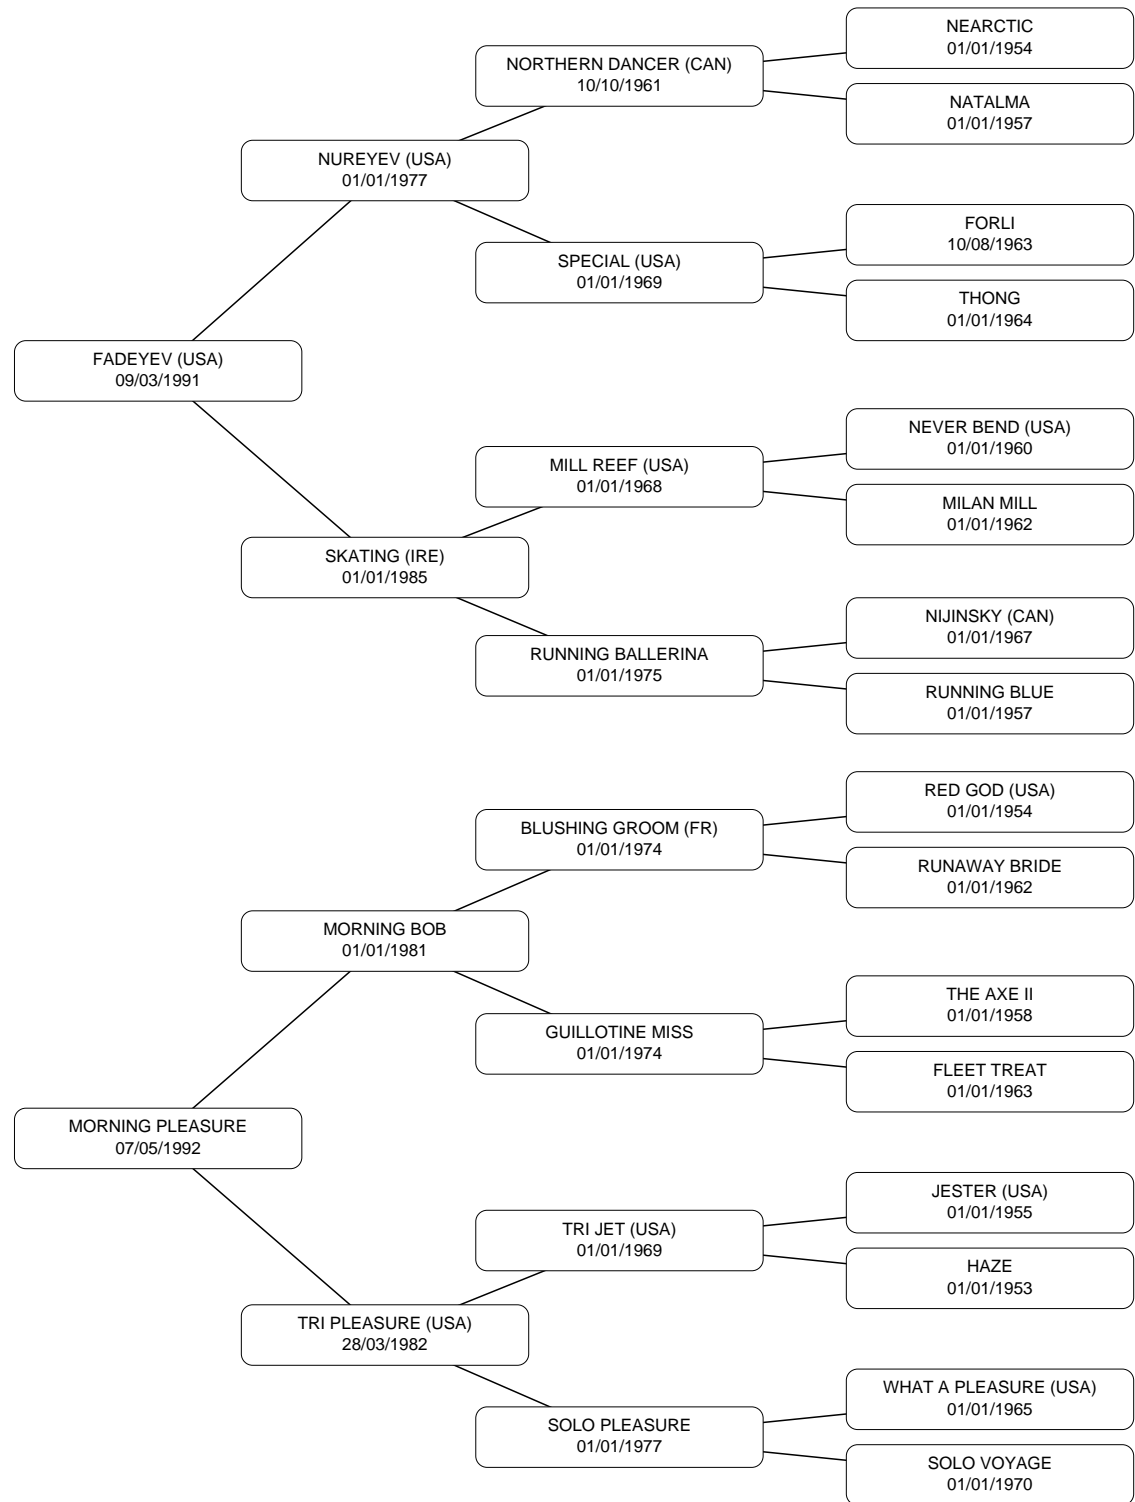 NEARCTIC
01/01/1954
NORTHERN DANCER (CAN)
10/10/1961
NATALMA
01/01/1957
NUREYEV (USA)
01/01/1977
FORLI
10/08/1963
SPECIAL (USA)
01/01/1969
THONG
01/01/1964
FADEYEV (USA)
09/03/1991
NEVER BEND (USA)
01/01/1960
MILL REEF (USA)
01/01/1968
MILAN MILL
01/01/1962
SKATING (IRE)
01/01/1985
NIJINSKY (CAN)
01/01/1967
RUNNING BALLERINA
01/01/1975
RUNNING BLUE
01/01/1957
RED GOD (USA)
01/01/1954
BLUSHING GROOM (FR)
01/01/1974
RUNAWAY BRIDE
01/01/1962
MORNING BOB
01/01/1981
THE AXE II
01/01/1958
GUILLOTINE MISS
01/01/1974
FLEET TREAT
01/01/1963
MORNING PLEASURE
07/05/1992
JESTER (USA)
01/01/1955
TRI JET (USA)
01/01/1969
HAZE
01/01/1953
TRI PLEASURE (USA)
28/03/1982
WHAT A PLEASURE (USA)
01/01/1965
SOLO PLEASURE
01/01/1977
SOLO VOYAGE
01/01/1970